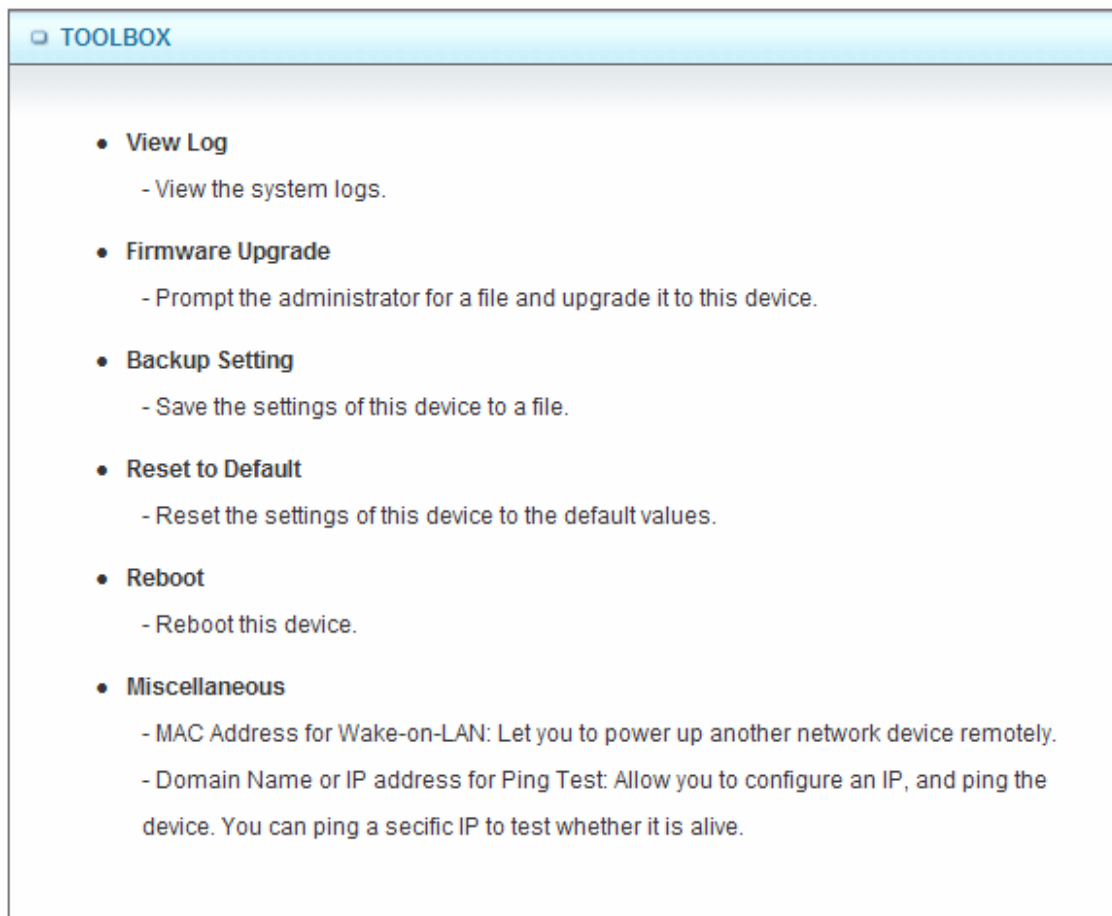 TOOLBOX
● View Log
- View the system logs.
● Firmware Upgrade
- Prompt the administrator for a file and upgrade it to this device.
● Backup Setting
- Save the settings of this device to a file.
● Reset to Default
- Reset the settings of this device to the default values.
● Reboot
- Reboot this device.
● Miscellaneous
- MAC Address for Wake-on-LAN: Let you to power up another network device remotely.
- Domain Name or IP address for Ping Test: Allow you to configure an IP, and ping the
device. You can ping a secific IP to test whether it is alive.